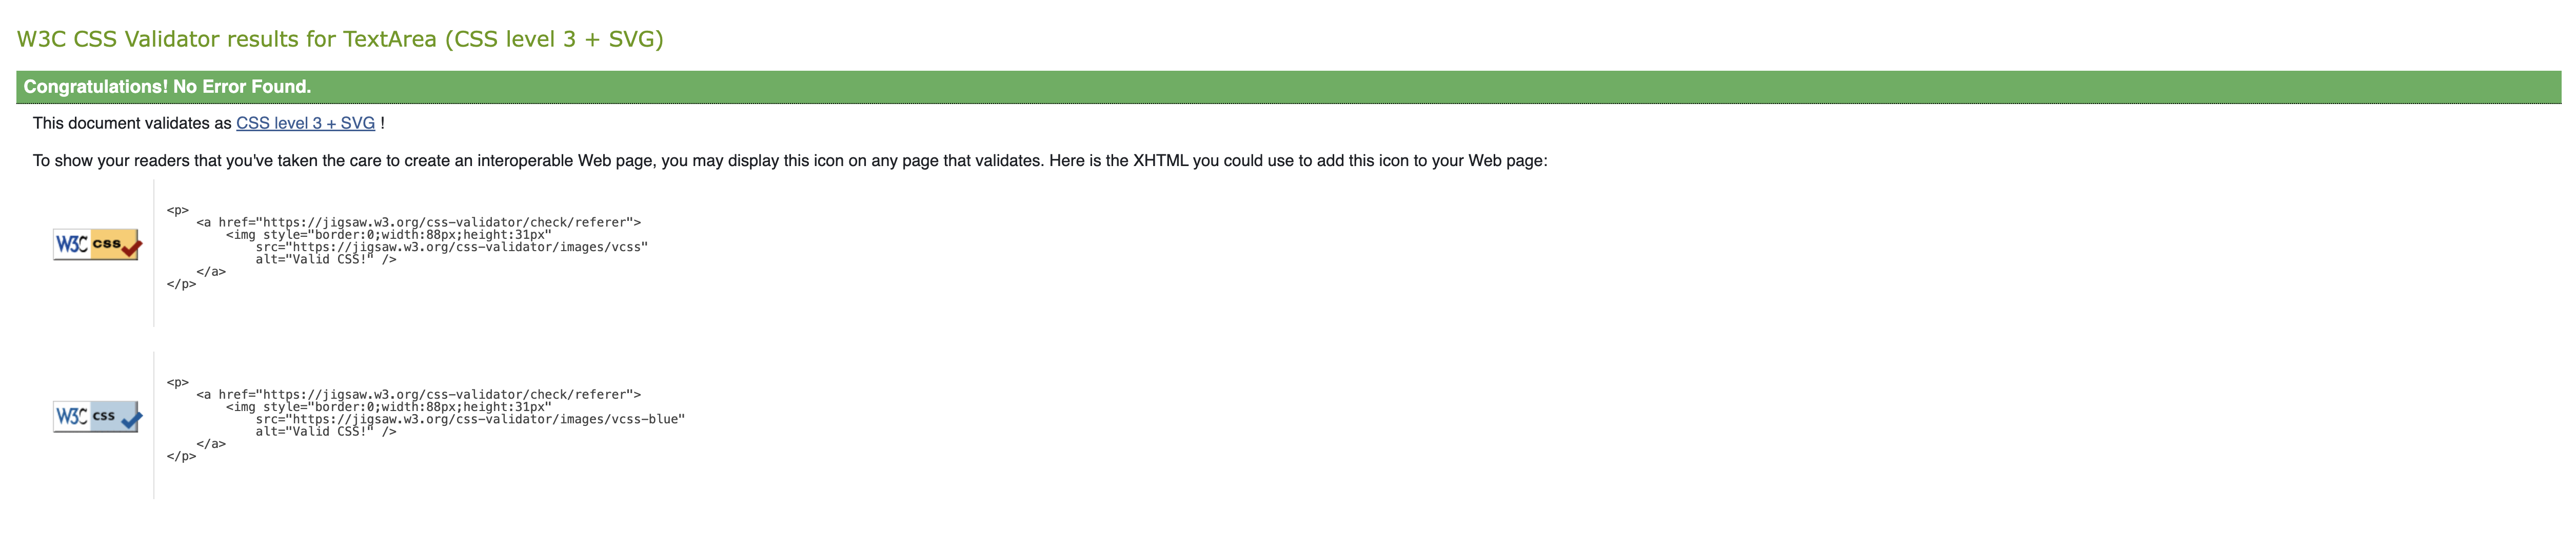 W3C CSS Validator results for TextArea (CSS level 3 + SVG)
Congratulations! No Error Found.
This document validates as CSS level 3 + SVG !
To show your readers that you've taken the care to create an interoperable Web page, you may display this icon on any page that validates. Here is the XHTML you could use to add this icon to your Web page:
W3C css
<p>
    <a href="https://jigsaw.w3.org/css-validator/check/referer">
        <img style="border:0;width:88px;height:31px"
            src="https://jigsaw.w3.org/css-validator/images/vcss"
            alt="Valid CSS!" />
    </a>
</p>
W3C css
<p>
    <a href="https://jigsaw.w3.org/css-validator/check/referer">
        <img style="border:0;width:88px;height:31px"
            src="https://jigsaw.w3.org/css-validator/images/vcss-blue"
            alt="Valid CSS!" />
    </a>
</p>